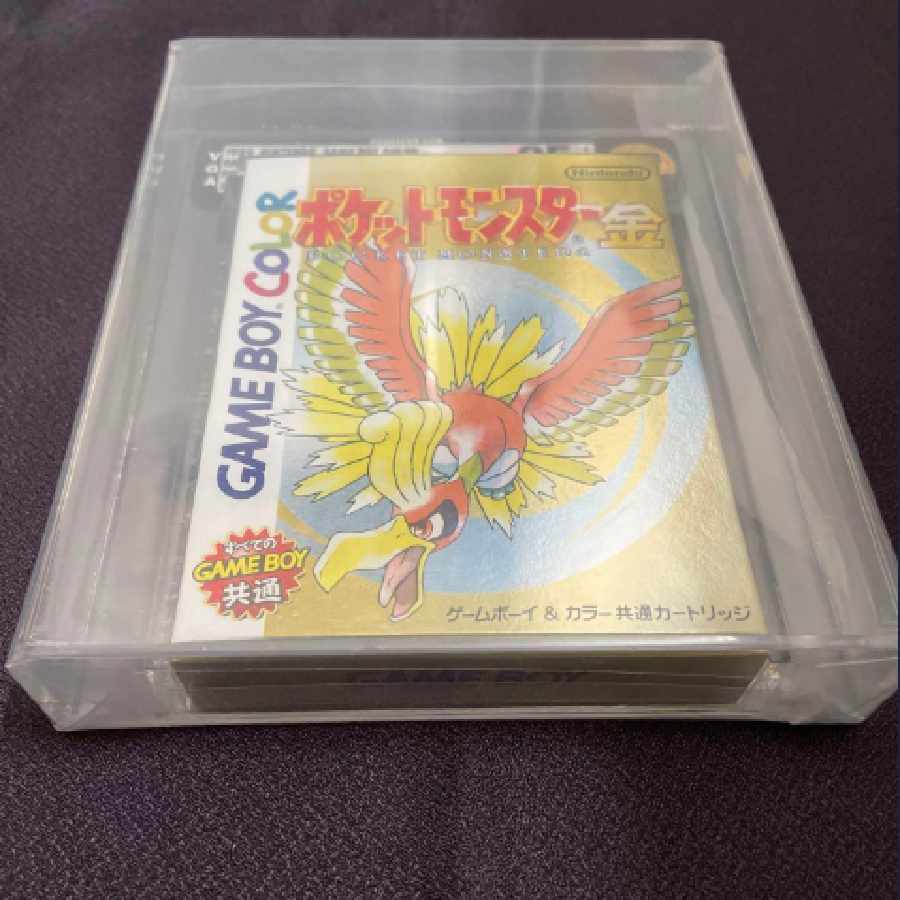 Nintendo
ポケットモンスター金
POCKET MONSTERS
GAME BOY COLOR
すべての
GAME BOY
共通
ゲームボーイ & カラー共通カートリッジ
GAME BOY